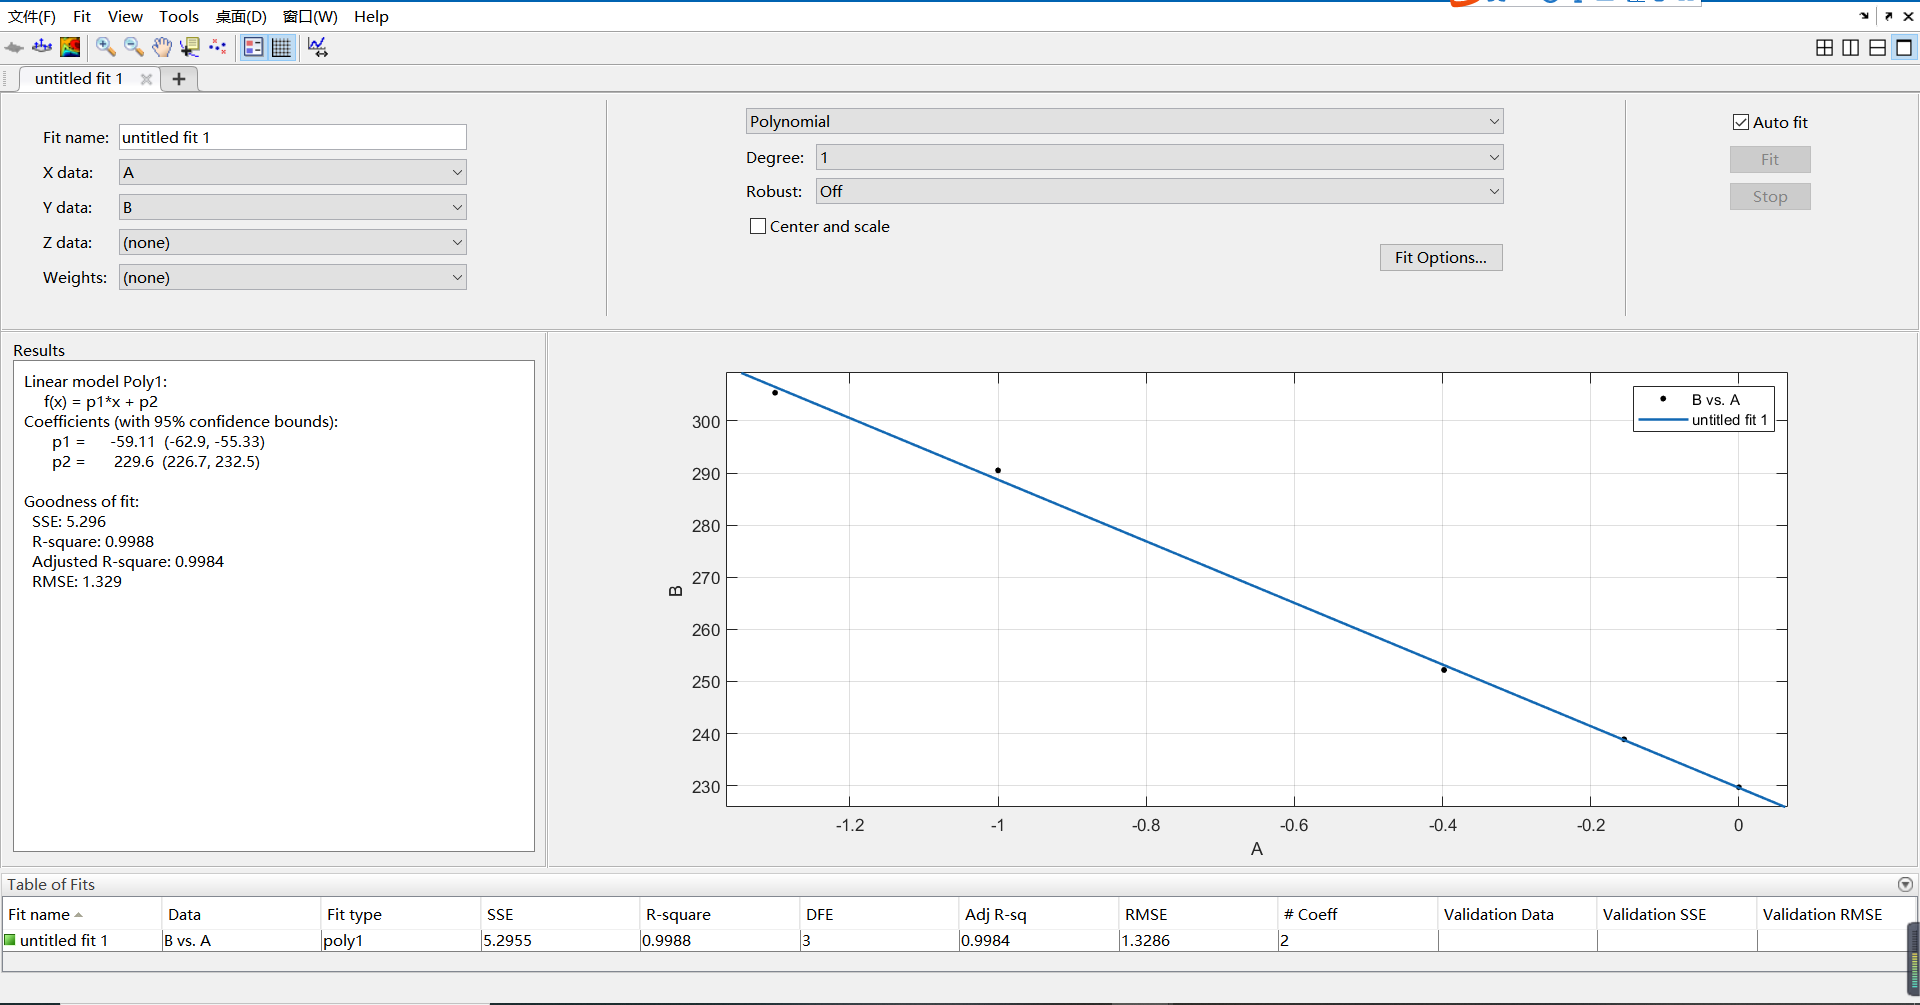 文件(F) Fit View Tools 桌面(D) 窗口(W) Help
untitled fit 1
Fit name: untitled fit 1
X data: A
Y data: B
Z data: (none)
Weights: (none)
Polynomial
Degree: 1
Robust: Off
Center and scale
Fit Options...
Auto fit
Fit
Stop
Results
Linear model Poly1:
f(x) = p1*x + p2
Coefficients (with 95% confidence bounds):
p1 = -59.11 (-62.9, -55.33)
p2 = 229.6 (226.7, 232.5)
Goodness of fit:
SSE: 5.296
R-square: 0.9988
Adjusted R-square: 0.9984
RMSE: 1.329
B vs. A
untitled fit 1
300
290
280
270
260
250
240
230
B
-1.2 -1 -0.8 -0.6 -0.4 -0.2 0
A
Table of Fits
Fit name Data Fit type SSE R-square DFE Adj R-sq RMSE # Coeff Validation Data Validation SSE Validation RMSE
untitled fit 1 B vs. A poly1 5.2955 0.9988 3 0.9984 1.3286 2